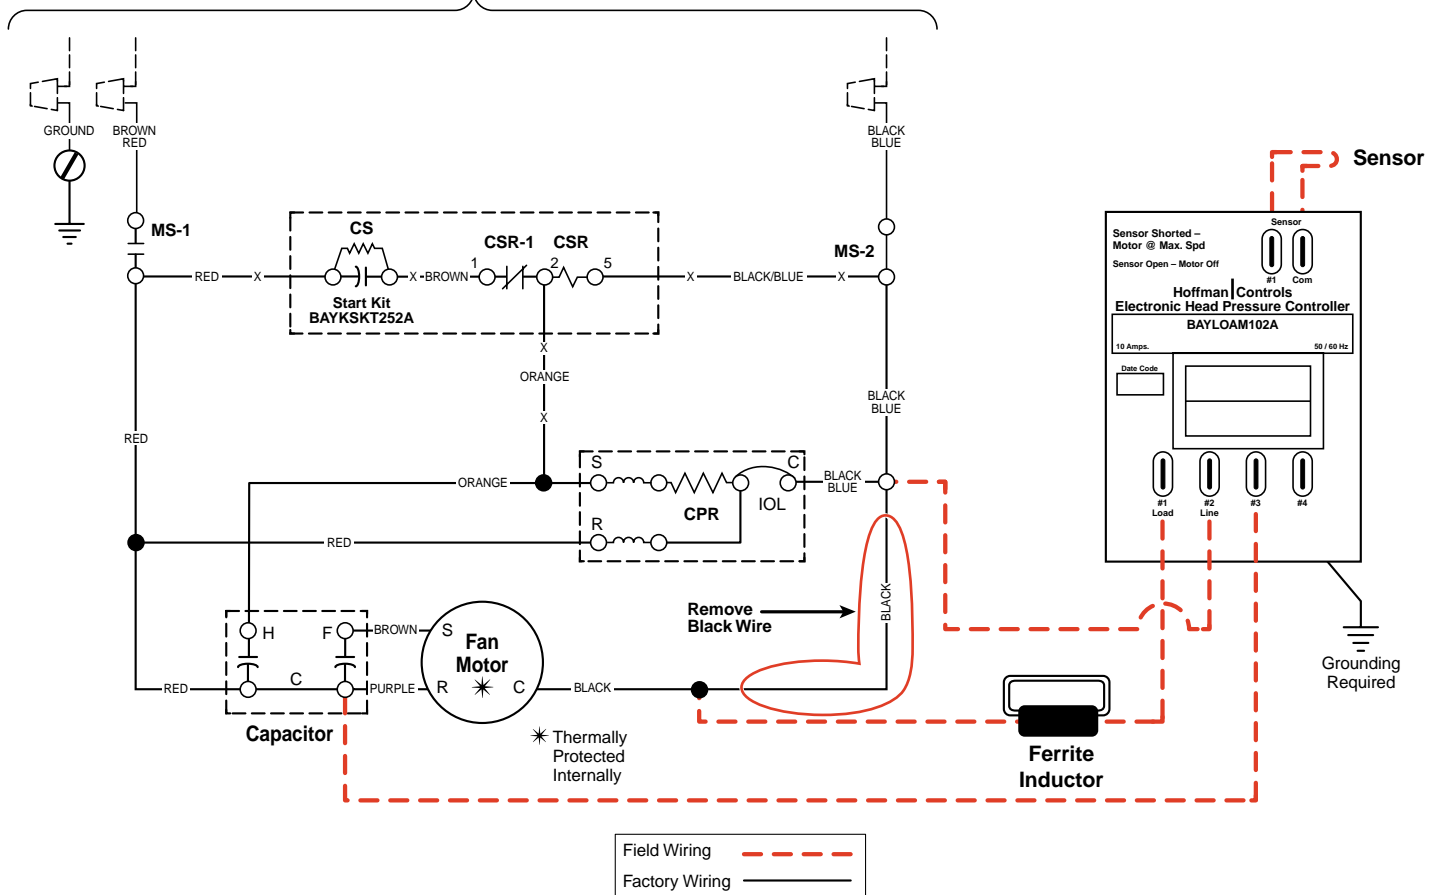 GROUND
BROWN
RED
BLACK
BLUE
MS-1
MS-2
CS
CSR-1
CSR
1
2
5
RED
X
X
BROWN
X
BLACK/BLUE
X
Start Kit
BAYKSKT252A
X
ORANGE
X
BLACK
BLUE
RED
ORANGE
S
C
BLACK
BLUE
CPR
IOL
R
RED
Remove
Black Wire
BLACK
H
F
BROWN
S
Fan
Motor
C
RED
PURPLE
R
C
BLACK
Capacitor
Thermally
Protected
Internally
Sensor
Sensor
Sensor Shorted –
Motor @ Max. Spd
Sensor Open – Motor Off
#1
Com
Hoffman Controls
Electronic Head Pressure Controller
BAYLOAM102A
10 Amps.
50 / 60 Hz
Date Code
#1
Load
#2
Line
#3
#4
Grounding
Required
Ferrite
Inductor
Field Wiring
Factory Wiring